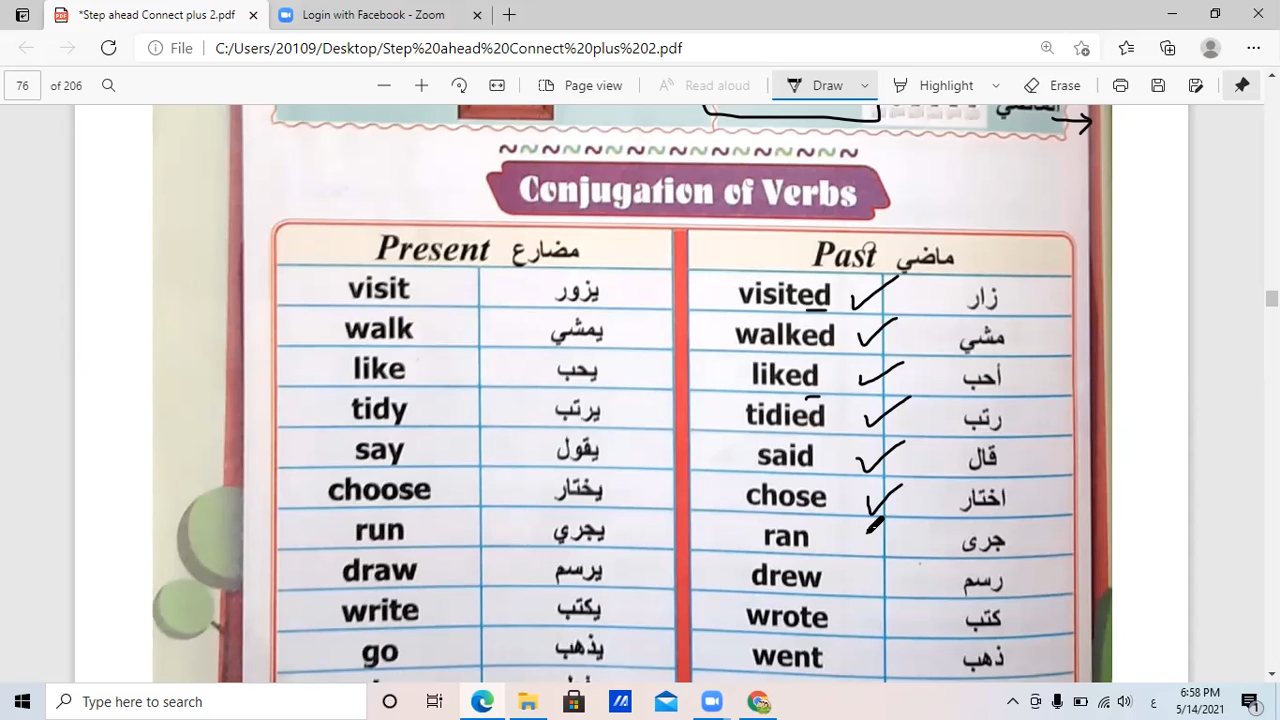 *Step ahead Connect plus 2.pdf
Login with Facebook - Zoom
File C:/Users/20109/Desktop/Step%20ahead%20Connect%20plus%202.pdf
76 of 206 Page view Read aloud Draw Highlight Erase
الماضي
Conjugation of Verbs
Present مضارع Past ماضي
visit يزور visited زار
walk يمشي walked مشي
like يحب liked أحب
tidy يرتب tidied رتب
say يقول said قال
choose يختار chose اختار
run يجري ran جرى
draw يرسم drew رسم
write يكتب wrote كتب
go يذهب went ذهب
Type here to search
ع
6:58 PM
5/14/2021